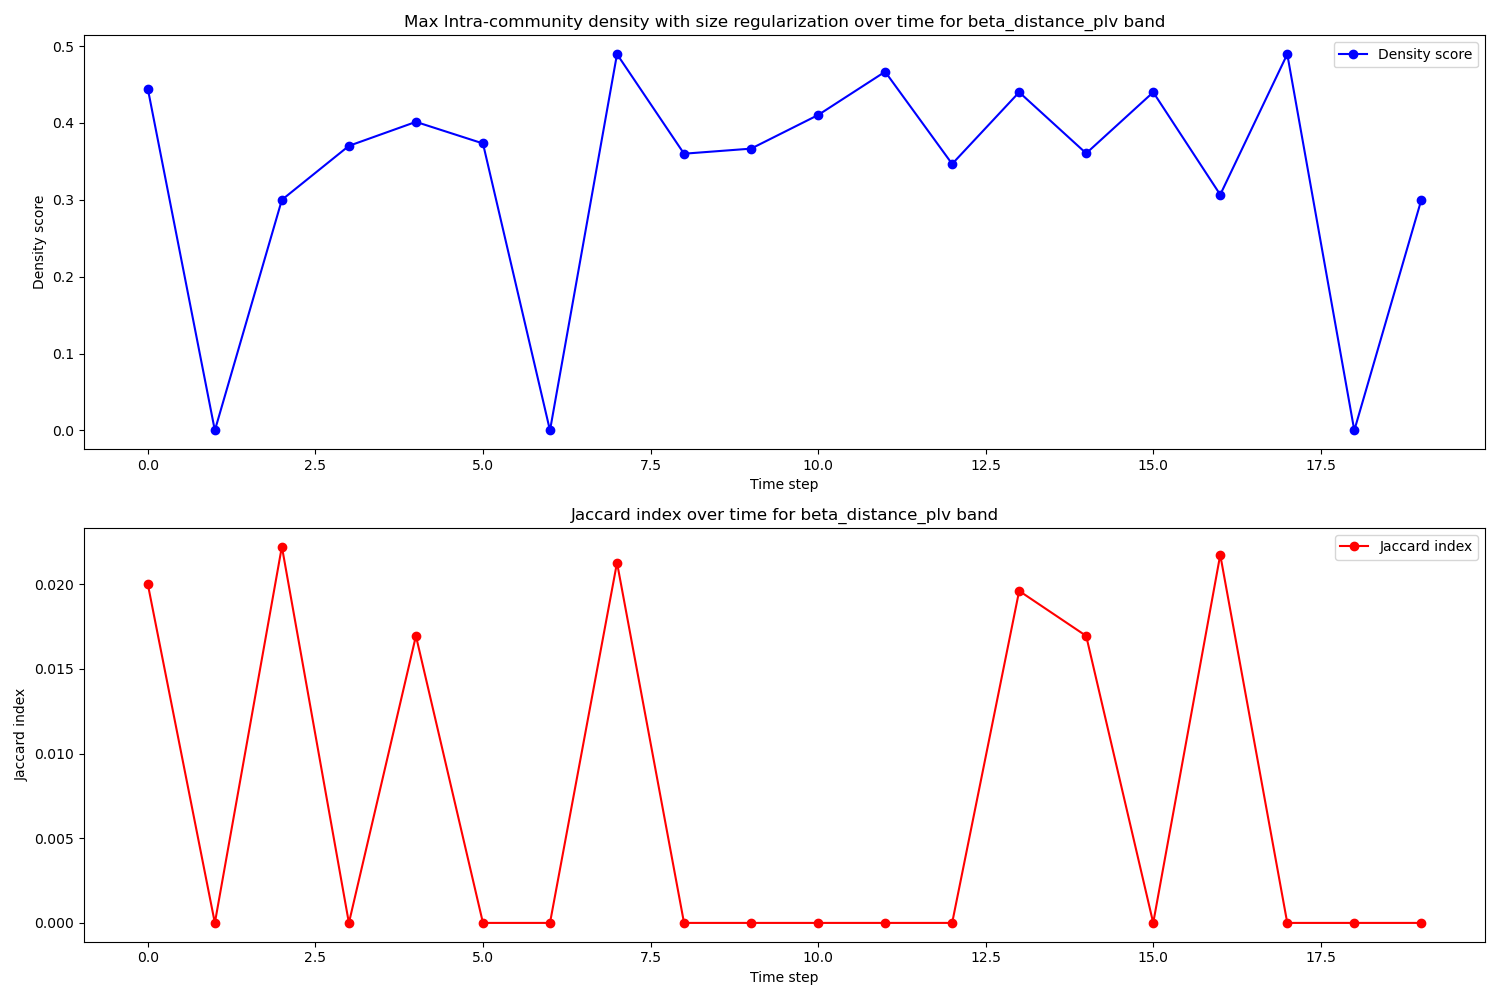 Max Intra-community density with size regularization over time for beta_distance_plv band
Density score
0.5
0.4
0.3
0.2
0.1
0.0
Density score
0.0 2.5 5.0 7.5 10.0 12.5 15.0 17.5
Time step
Jaccard index over time for beta_distance_plv band
Jaccard index
0.020
0.015
0.010
0.005
0.000
Jaccard index
0.0 2.5 5.0 7.5 10.0 12.5 15.0 17.5
Time step